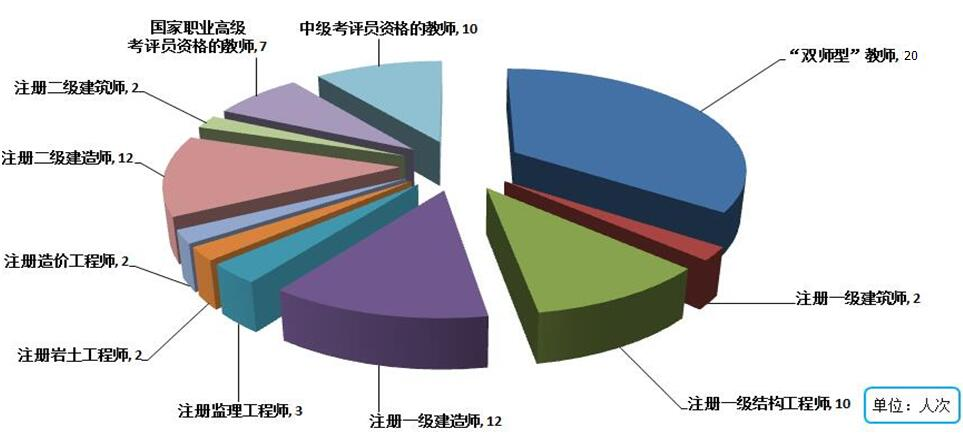 国家职业高级
考评员资格的教师, 7
中级考评员资格的教师, 10
“双师型”教师, 20
注册二级建筑师, 2
注册二级建造师, 12
注册造价工程师, 2
注册一级建筑师, 2
注册岩土工程师, 2
注册监理工程师, 3
注册一级建造师, 12
注册一级结构工程师, 10
单位：人次